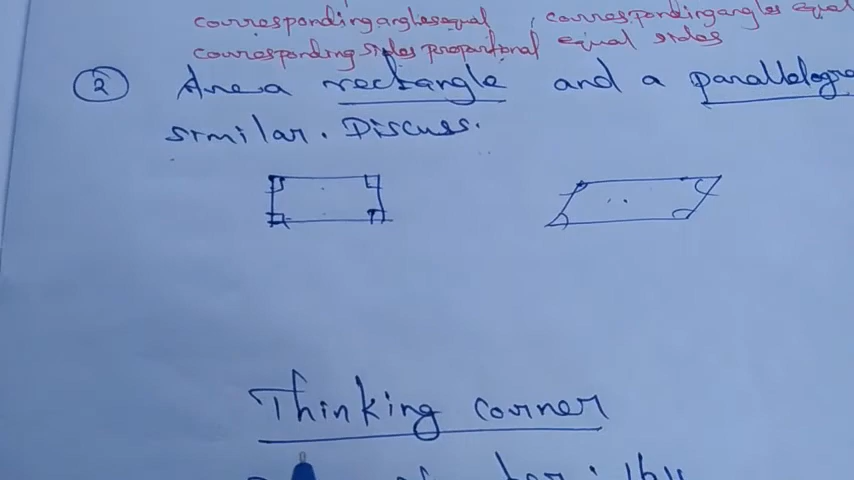 corresponding angles equal , corresponding angles equal
corresponding sides proportional equal sides
② Are a rectangle and a parallelogra
similar. Discuss.
Thinking corner